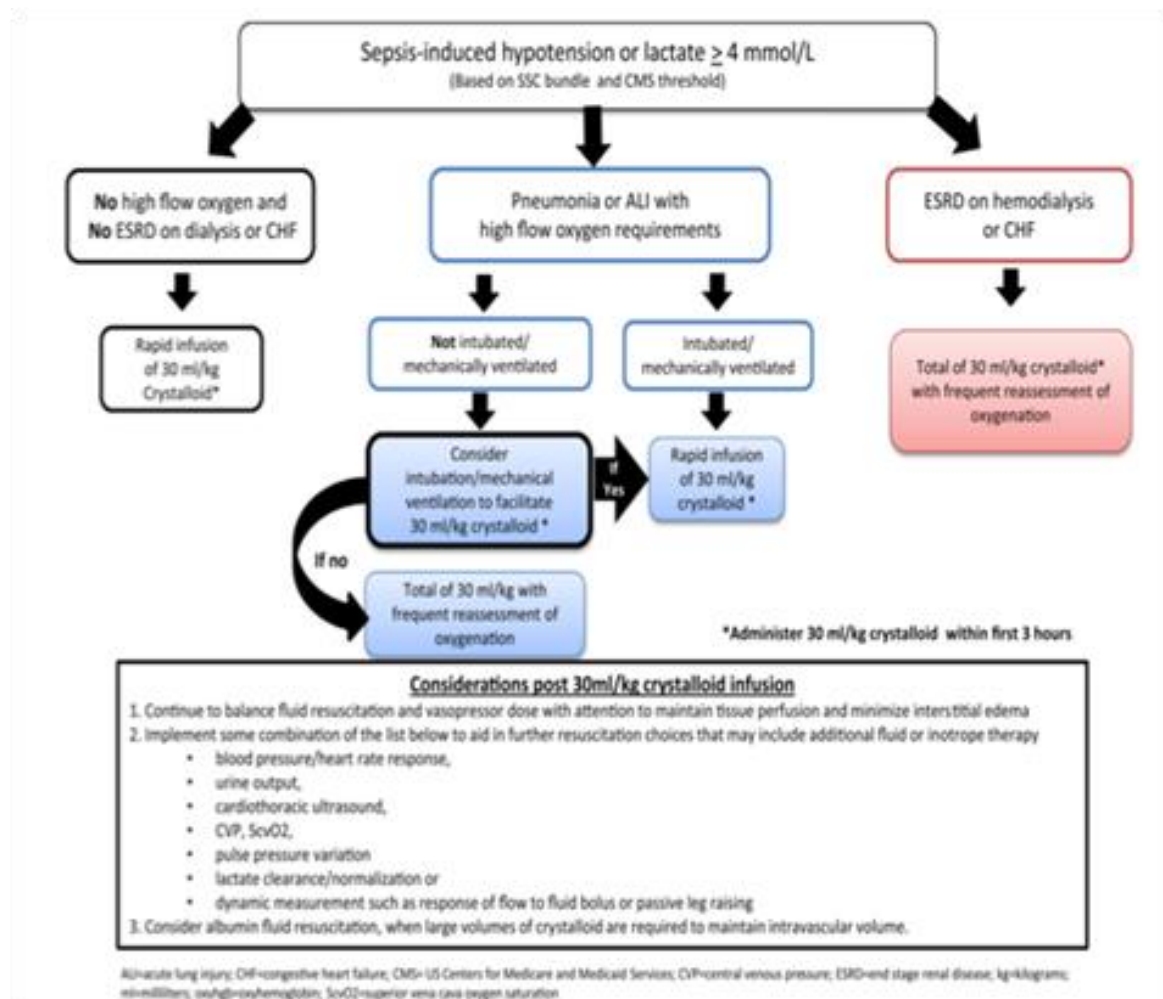 Sepsis-induced hypotension or lactate ≥ 4 mmol/L
(Based on SSC bundle and CMS threshold)
No high flow oxygen and
No ESRD on dialysis or CHF
Pneumonia or ALI with
high flow oxygen requirements
ESRD on hemodialysis
or CHF
Rapid infusion
of 30 ml/kg
Crystalloid*
Not intubated/
mechanically ventilated
Intubated/
mechanically ventilated
Total of 30 ml/kg crystalloid*
with frequent reassessment of
oxygenation
Consider
intubation/mechanical
ventilation to facilitate
30 ml/kg crystalloid *
If
Yes
Rapid infusion
of 30 ml/kg
crystalloid *
If no
Total of 30 ml/kg with
frequent reassessment of
oxygenation
*Administer 30 ml/kg crystalloid within first 3 hours
Considerations post 30ml/kg crystalloid infusion
1. Continue to balance fluid resuscitation and vasopressor dose with attention to maintain tissue perfusion and minimize interstitial edema
2. Implement some combination of the list below to aid in further resuscitation choices that may include additional fluid or inotrope therapy
• blood pressure/heart rate response,
• urine output,
• cardiothoracic ultrasound,
• CVP, ScvO2,
• pulse pressure variation
• lactate clearance/normalization or
• dynamic measurement such as response of flow to fluid bolus or passive leg raising
3. Consider albumin fluid resuscitation, when large volumes of crystalloid are required to maintain intravascular volume.
ALI=acute lung injury; CHF=congestive heart failure; CMS= US Centers for Medicare and Medicaid Services; CVP=central venous pressure; ESRD=end stage renal disease; kg=kilograms;
ml=milliliters; oxyhgb=oxyhemoglobin; ScvO2=superior vena cava oxygen saturation